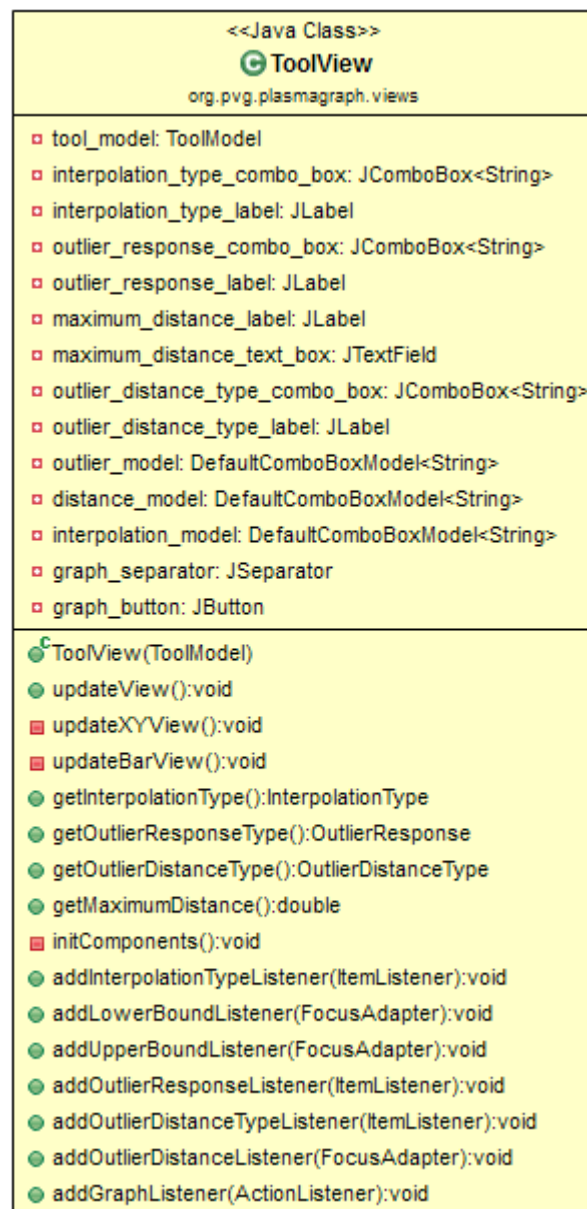 <<Java Class>>
ToolView
org.pvg.plasmagraph.views
tool_model: ToolModel
interpolation_type_combo_box: JComboBox<String>
interpolation_type_label: JLabel
outlier_response_combo_box: JComboBox<String>
outlier_response_label: JLabel
maximum_distance_label: JLabel
maximum_distance_text_box: JTextField
outlier_distance_type_combo_box: JComboBox<String>
outlier_distance_type_label: JLabel
outlier_model: DefaultComboBoxModel<String>
distance_model: DefaultComboBoxModel<String>
interpolation_model: DefaultComboBoxModel<String>
graph_separator: JSeparator
graph_button: JButton
ToolView(ToolModel)
updateView():void
updateXYView():void
updateBarView():void
getInterpolationType():InterpolationType
getOutlierResponseType():OutlierResponse
getOutlierDistanceType():OutlierDistanceType
getMaximumDistance():double
initComponents():void
addInterpolationTypeListener(ItemListener):void
addLowerBoundListener(FocusAdapter):void
addUpperBoundListener(FocusAdapter):void
addOutlierResponseListener(ItemListener):void
addOutlierDistanceTypeListener(ItemListener):void
addOutlierDistanceListener(FocusAdapter):void
addGraphListener(ActionListener):void